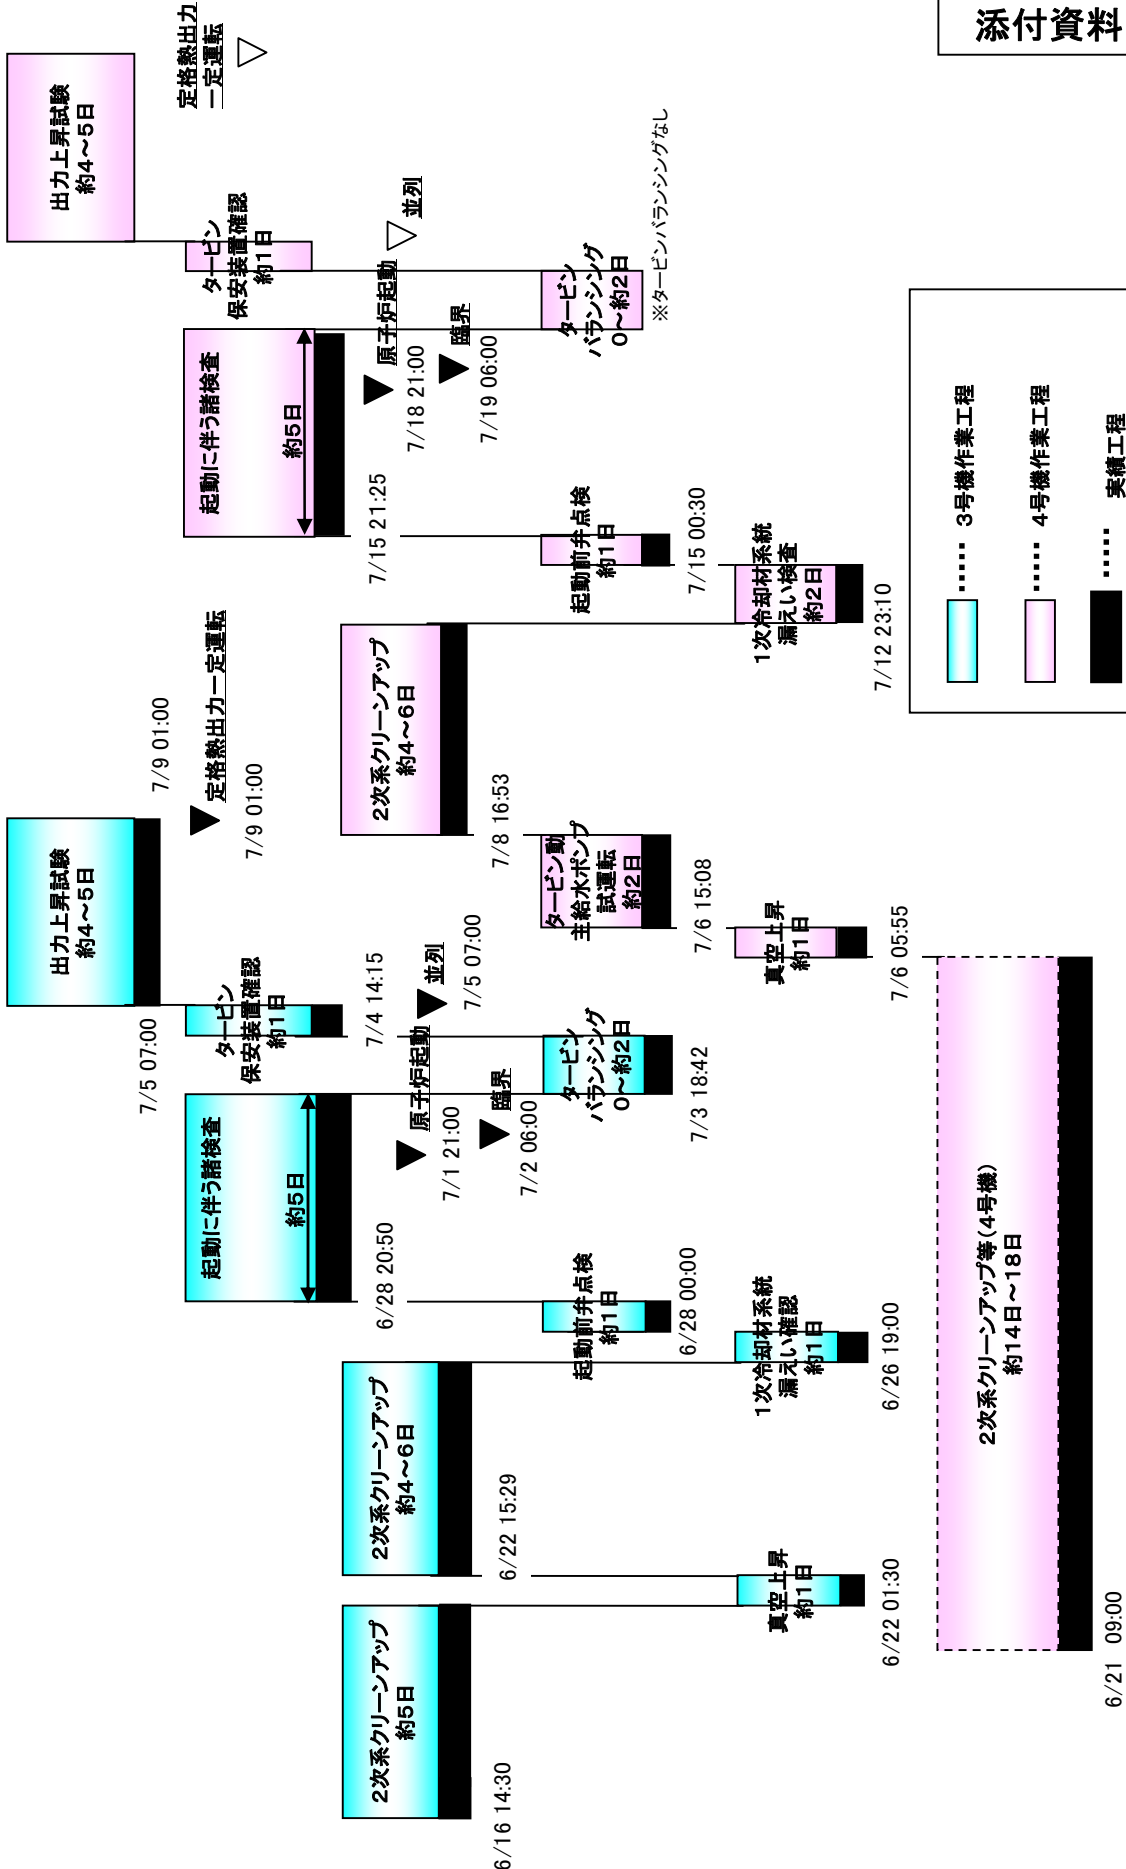 添付資料
出力上昇試験
約4~5日
定格熱出力
一定運転
タービン
保安装置確認
約1日
起動に伴う諸検査
約5日
原子炉起動
7/18 21:00
並列
臨界
7/19 06:00
タービン
バランシング
0~約2日
※タービンバランシングなし
7/15 21:25
起動前弁点検
約1日
7/15 00:30
1次冷却材系統
漏えい検査
約2日
7/12 23:10
2次系クリーンアップ
約4~6日
7/8 16:53
タービン動
主給水ポンプ
試運転
約2日
7/6 15:08
真空上昇
約1日
7/6 05:55
出力上昇試験
約4~5日
7/9 01:00
定格熱出力一定運転
7/9 01:00
7/5 07:00
タービン
保安装置確認
約1日
7/4 14:15
並列
7/5 07:00
起動に伴う諸検査
約5日
原子炉起動
7/1 21:00
臨界
7/2 06:00
タービン
バランシング
0~約2日
7/3 18:42
6/28 20:50
起動前弁点検
約1日
6/28 00:00
1次冷却材系統
漏えい確認
約1日
6/26 19:00
2次系クリーンアップ
約4~6日
6/22 15:29
真空上昇
約1日
6/22 01:30
2次系クリーンアップ
約5日
6/16 14:30
2次系クリーンアップ等(4号機)
約14日~18日
6/21 09:00
・・・・・ 3号機作業工程
・・・・・ 4号機作業工程
・・・・・ 実績工程